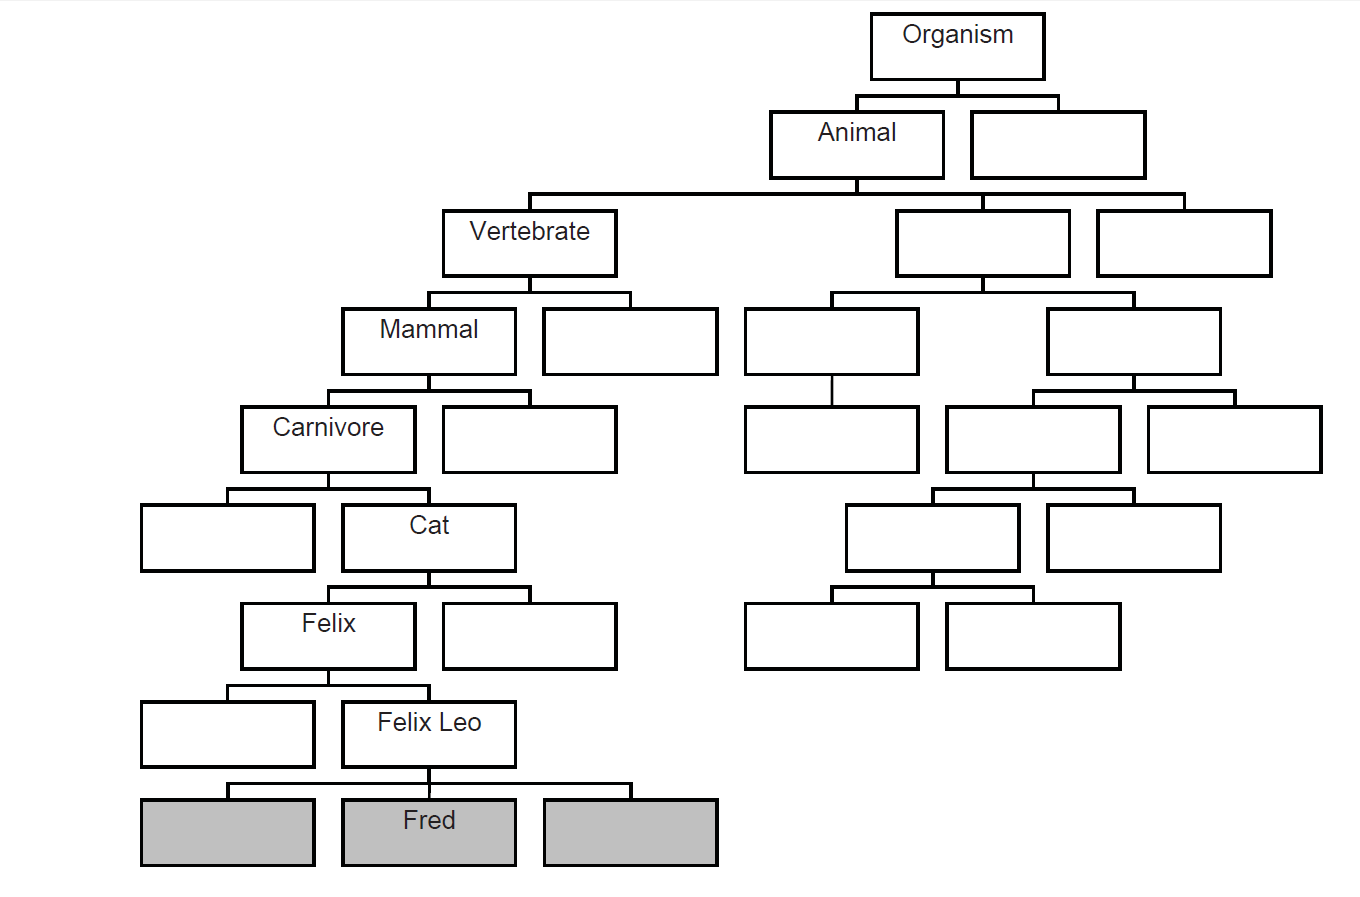 Organism
Animal
Vertebrate
Mammal
Carnivore
Cat
Felix
Felix Leo
Fred